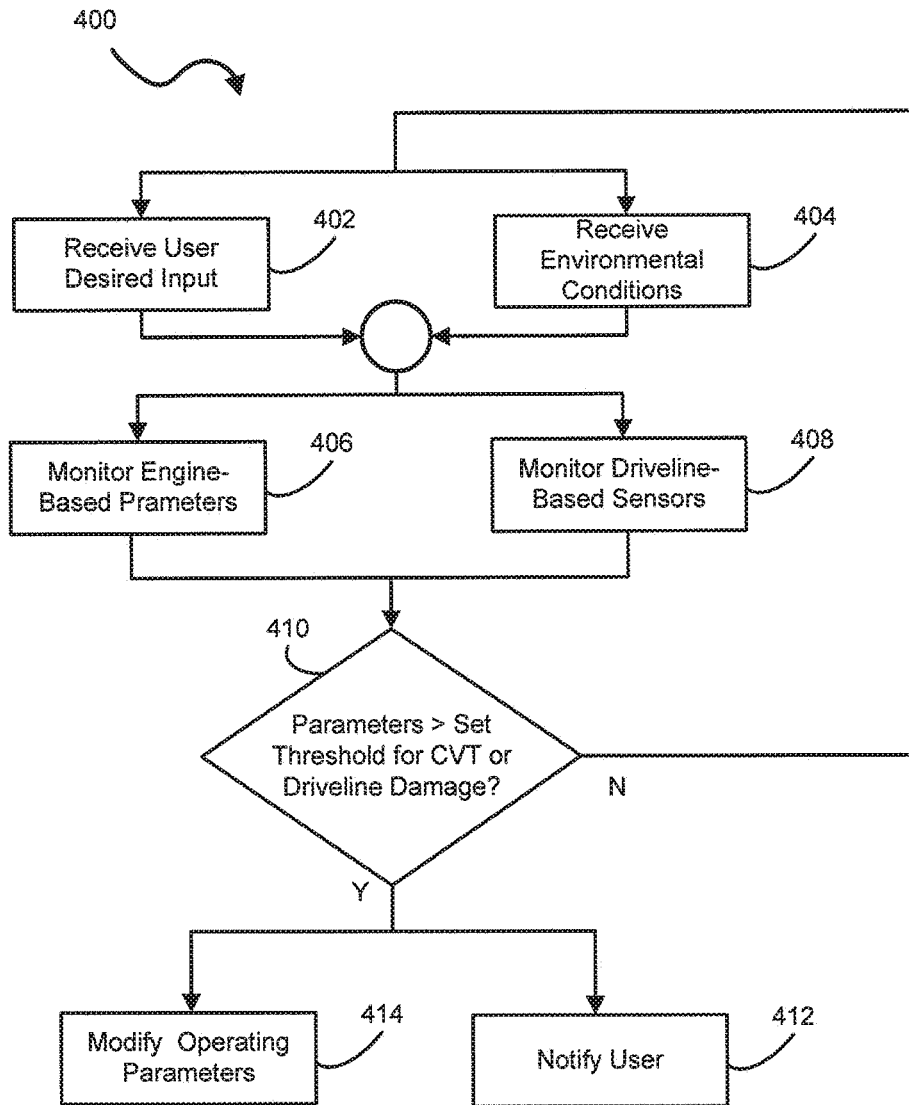 400
402
Receive User
Desired Input
404
Receive
Environmental
Conditions
406
Monitor Engine-
Based Prameters
408
Monitor Driveline-
Based Sensors
410
Parameters > Set
Threshold for CVT or
Driveline Damage?
N
Y
414
Modify Operating
Parameters
412
Notify User